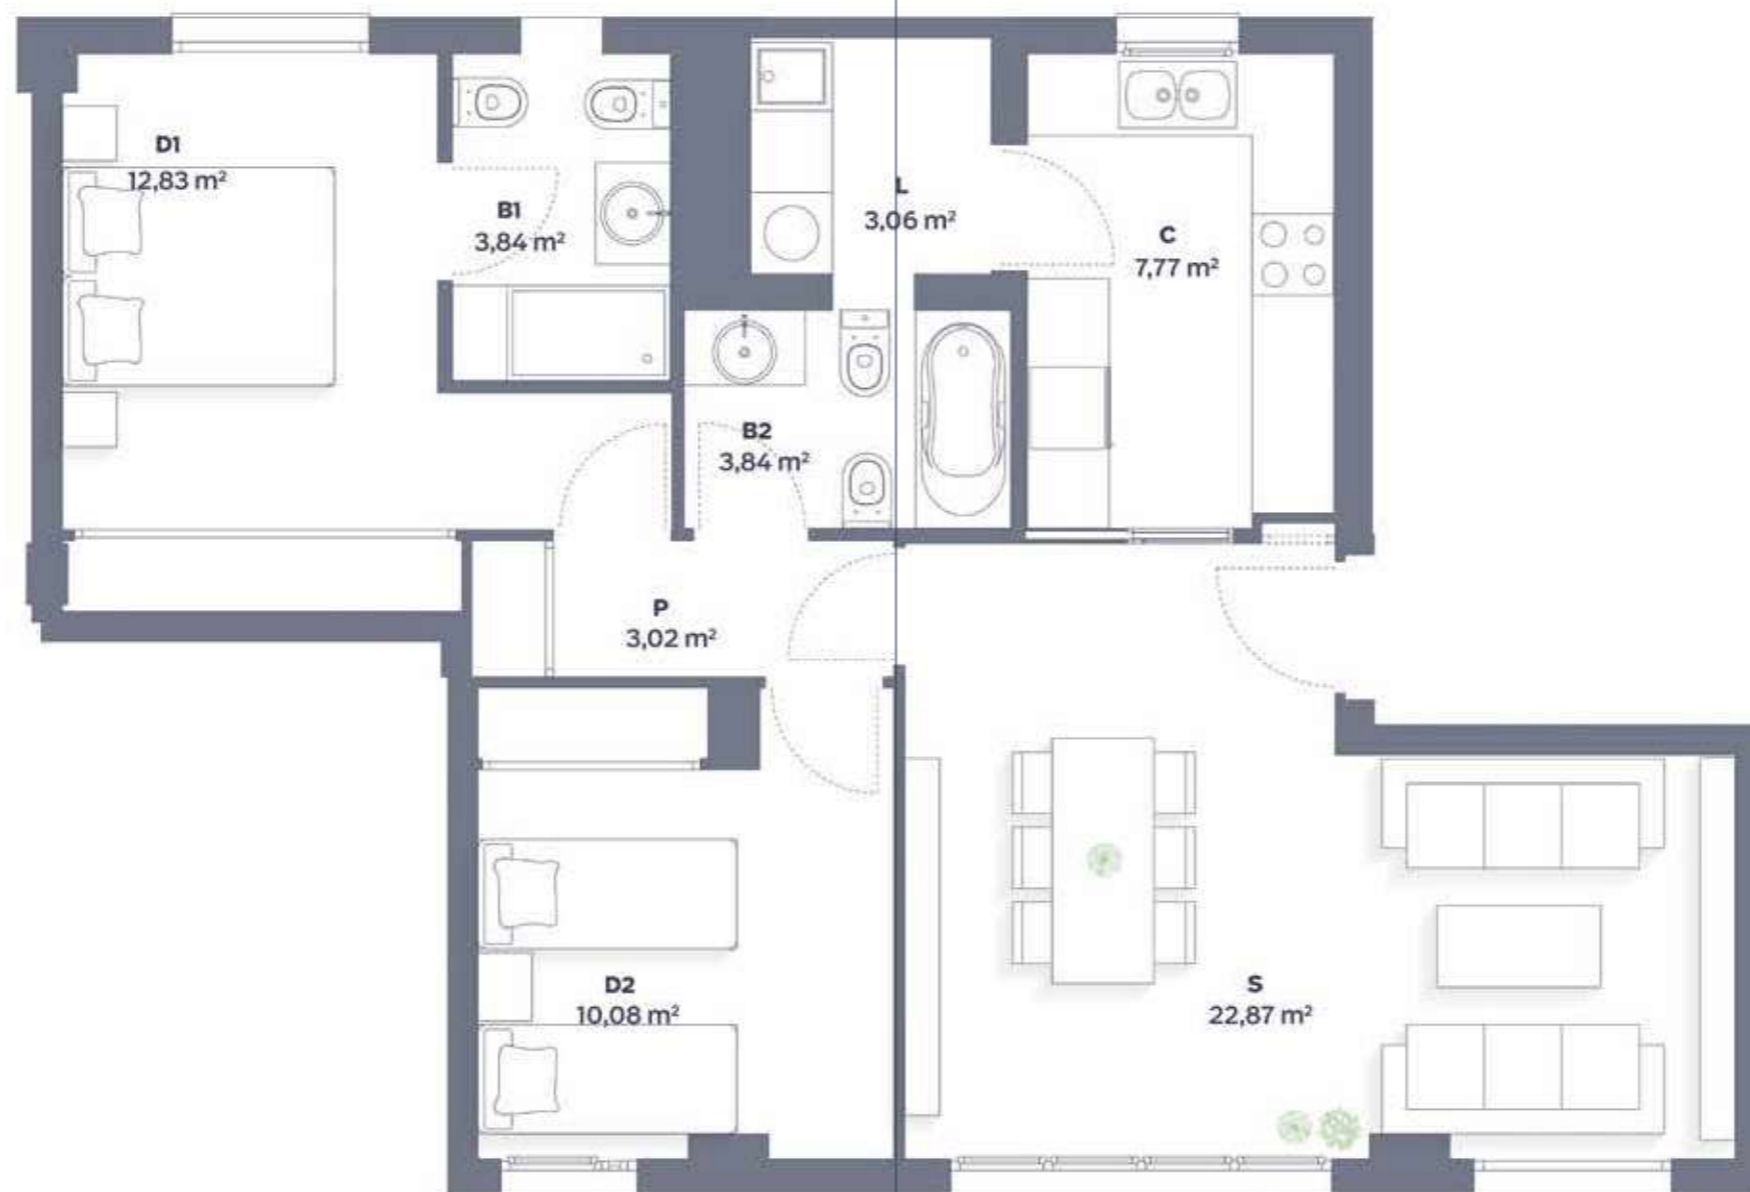 D1
12,83 m²
B1
3,84 m²
L
3,06 m²
C
7,77 m²
B2
3,84 m²
P
3,02 m²
D2
10,08 m²
S
22,87 m²